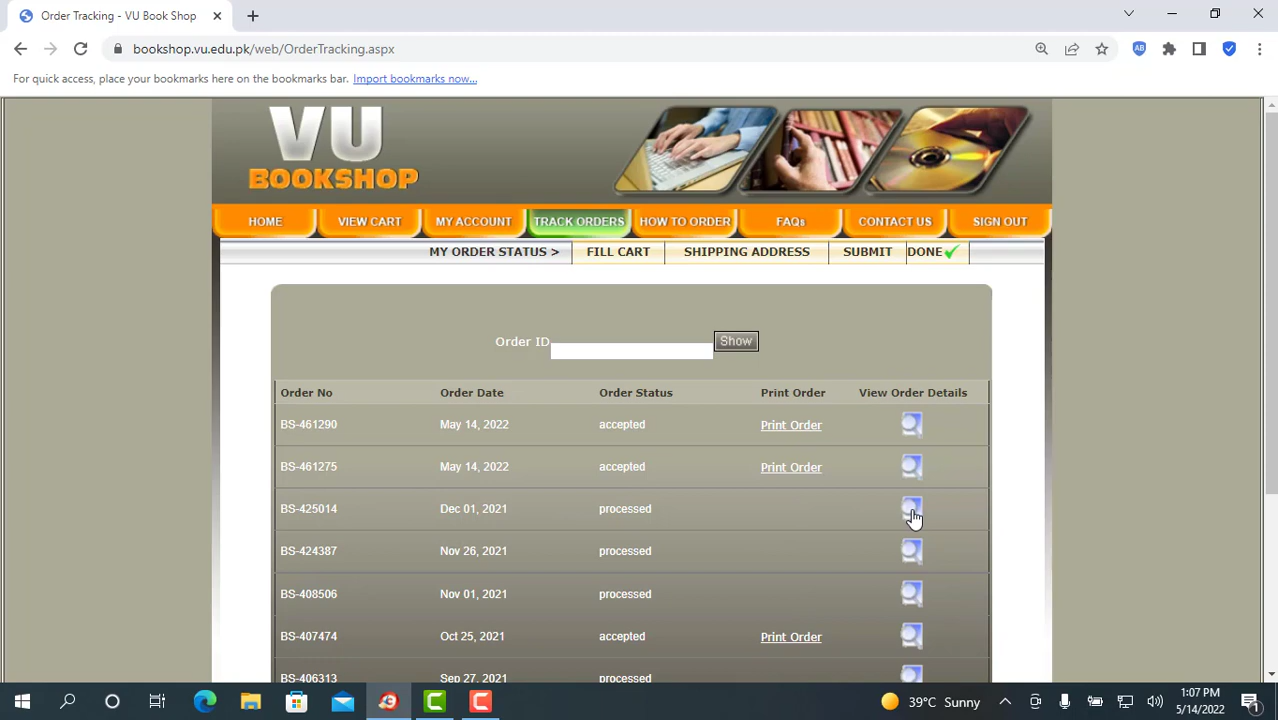 Order Tracking - VU Book Shop
bookshop.vu.edu.pk/web/OrderTracking.aspx
AB
For quick access, place your bookmarks here on the bookmarks bar. Import bookmarks now...
VU
BOOKSHOP
HOME VIEW CART MY ACCOUNT TRACK ORDERS HOW TO ORDER FAQs CONTACT US SIGN OUT
MY ORDER STATUS > FILL CART SHIPPING ADDRESS SUBMIT DONE
Order ID Show
Order No Order Date Order Status Print Order View Order Details
BS-461290 May 14, 2022 accepted Print Order
BS-461275 May 14, 2022 accepted Print Order
BS-425014 Dec 01, 2021 processed
BS-424387 Nov 26, 2021 processed
BS-408506 Nov 01, 2021 processed
BS-407474 Oct 25, 2021 accepted Print Order
BS-406313 Sep 27, 2021 processed
39°C Sunny
1:07 PM
5/14/2022
1